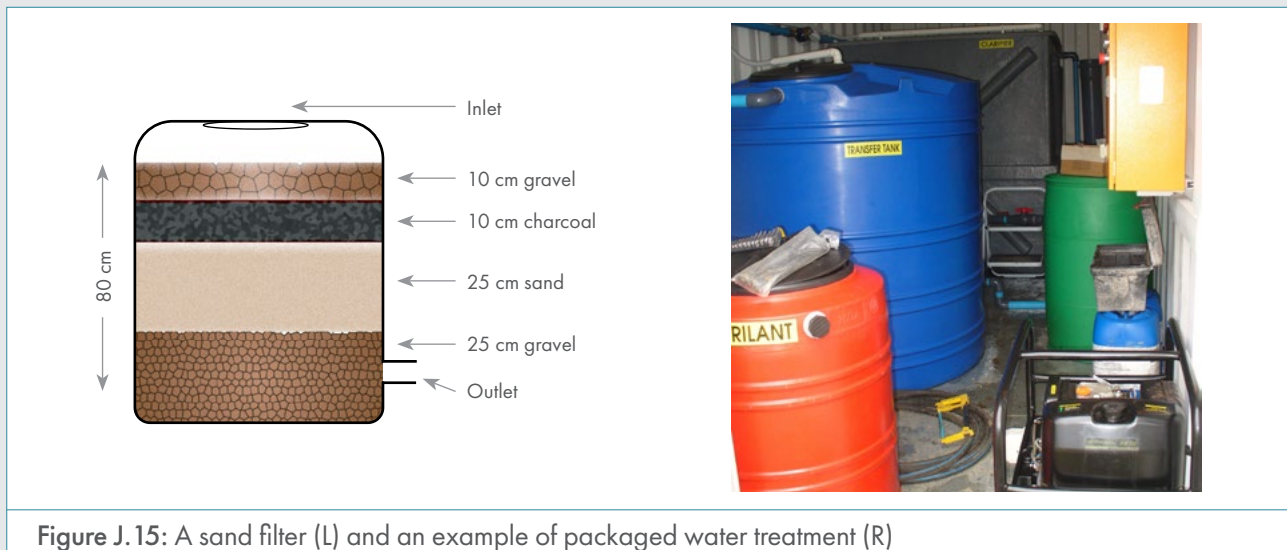 Inlet
10 cm gravel
10 cm charcoal
80 cm
25 cm sand
25 cm gravel
Outlet
CLARIFIER
TRANSFER TANK
RILANT
Figure J.15: A sand filter (L) and an example of packaged water treatment (R)